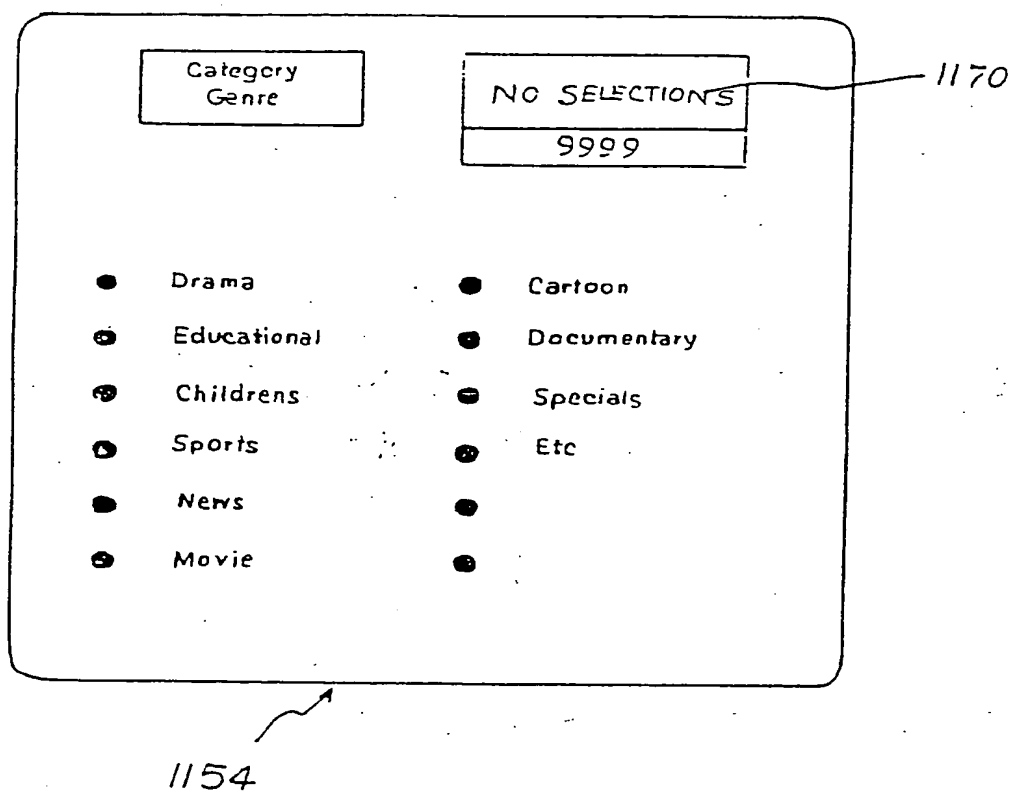 Category
Genre
NO SELECTIONS
1170
9999
Drama
Educational
Childrens
Sports
News
Movie
Cartoon
Documentary
Specials
Etc
1154